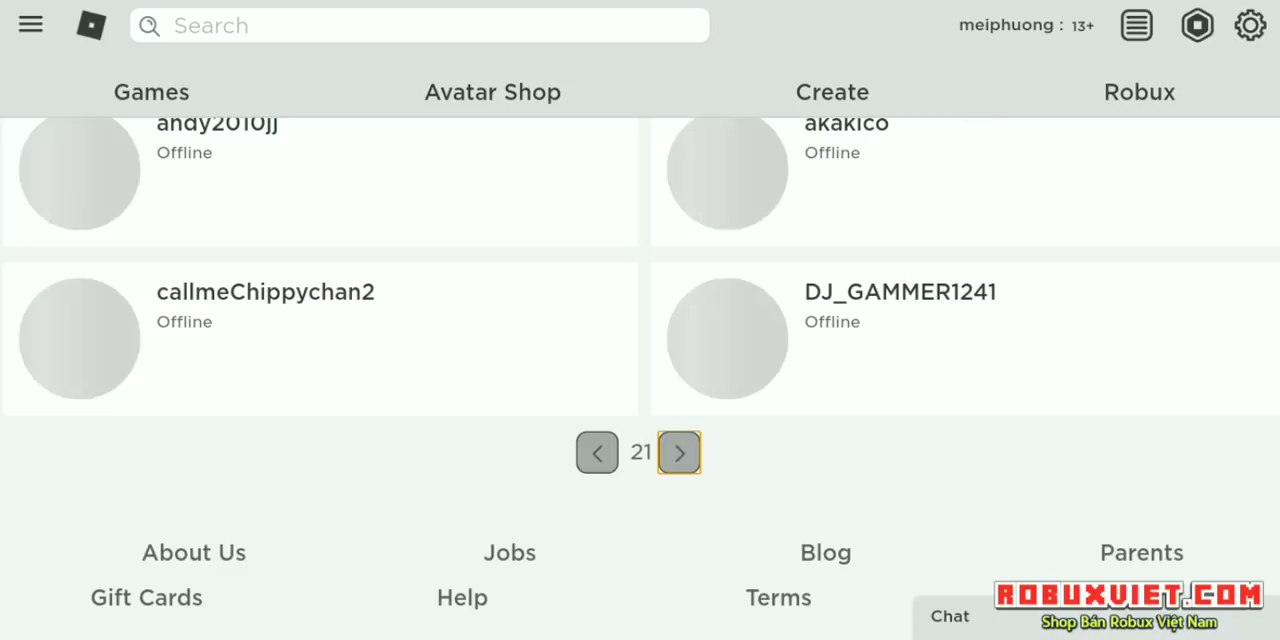 Search
meiphuong : 13+
Games
Avatar Shop
Create
Robux
andy2010jj
Offline
akakico
Offline
callmeChippychan2
Offline
DJ_GAMMER1241
Offline
21
About Us
Jobs
Blog
Parents
Gift Cards
Help
Terms
Chat
ROBUXVIET.COM
Shop Bán Robux Việt Nam